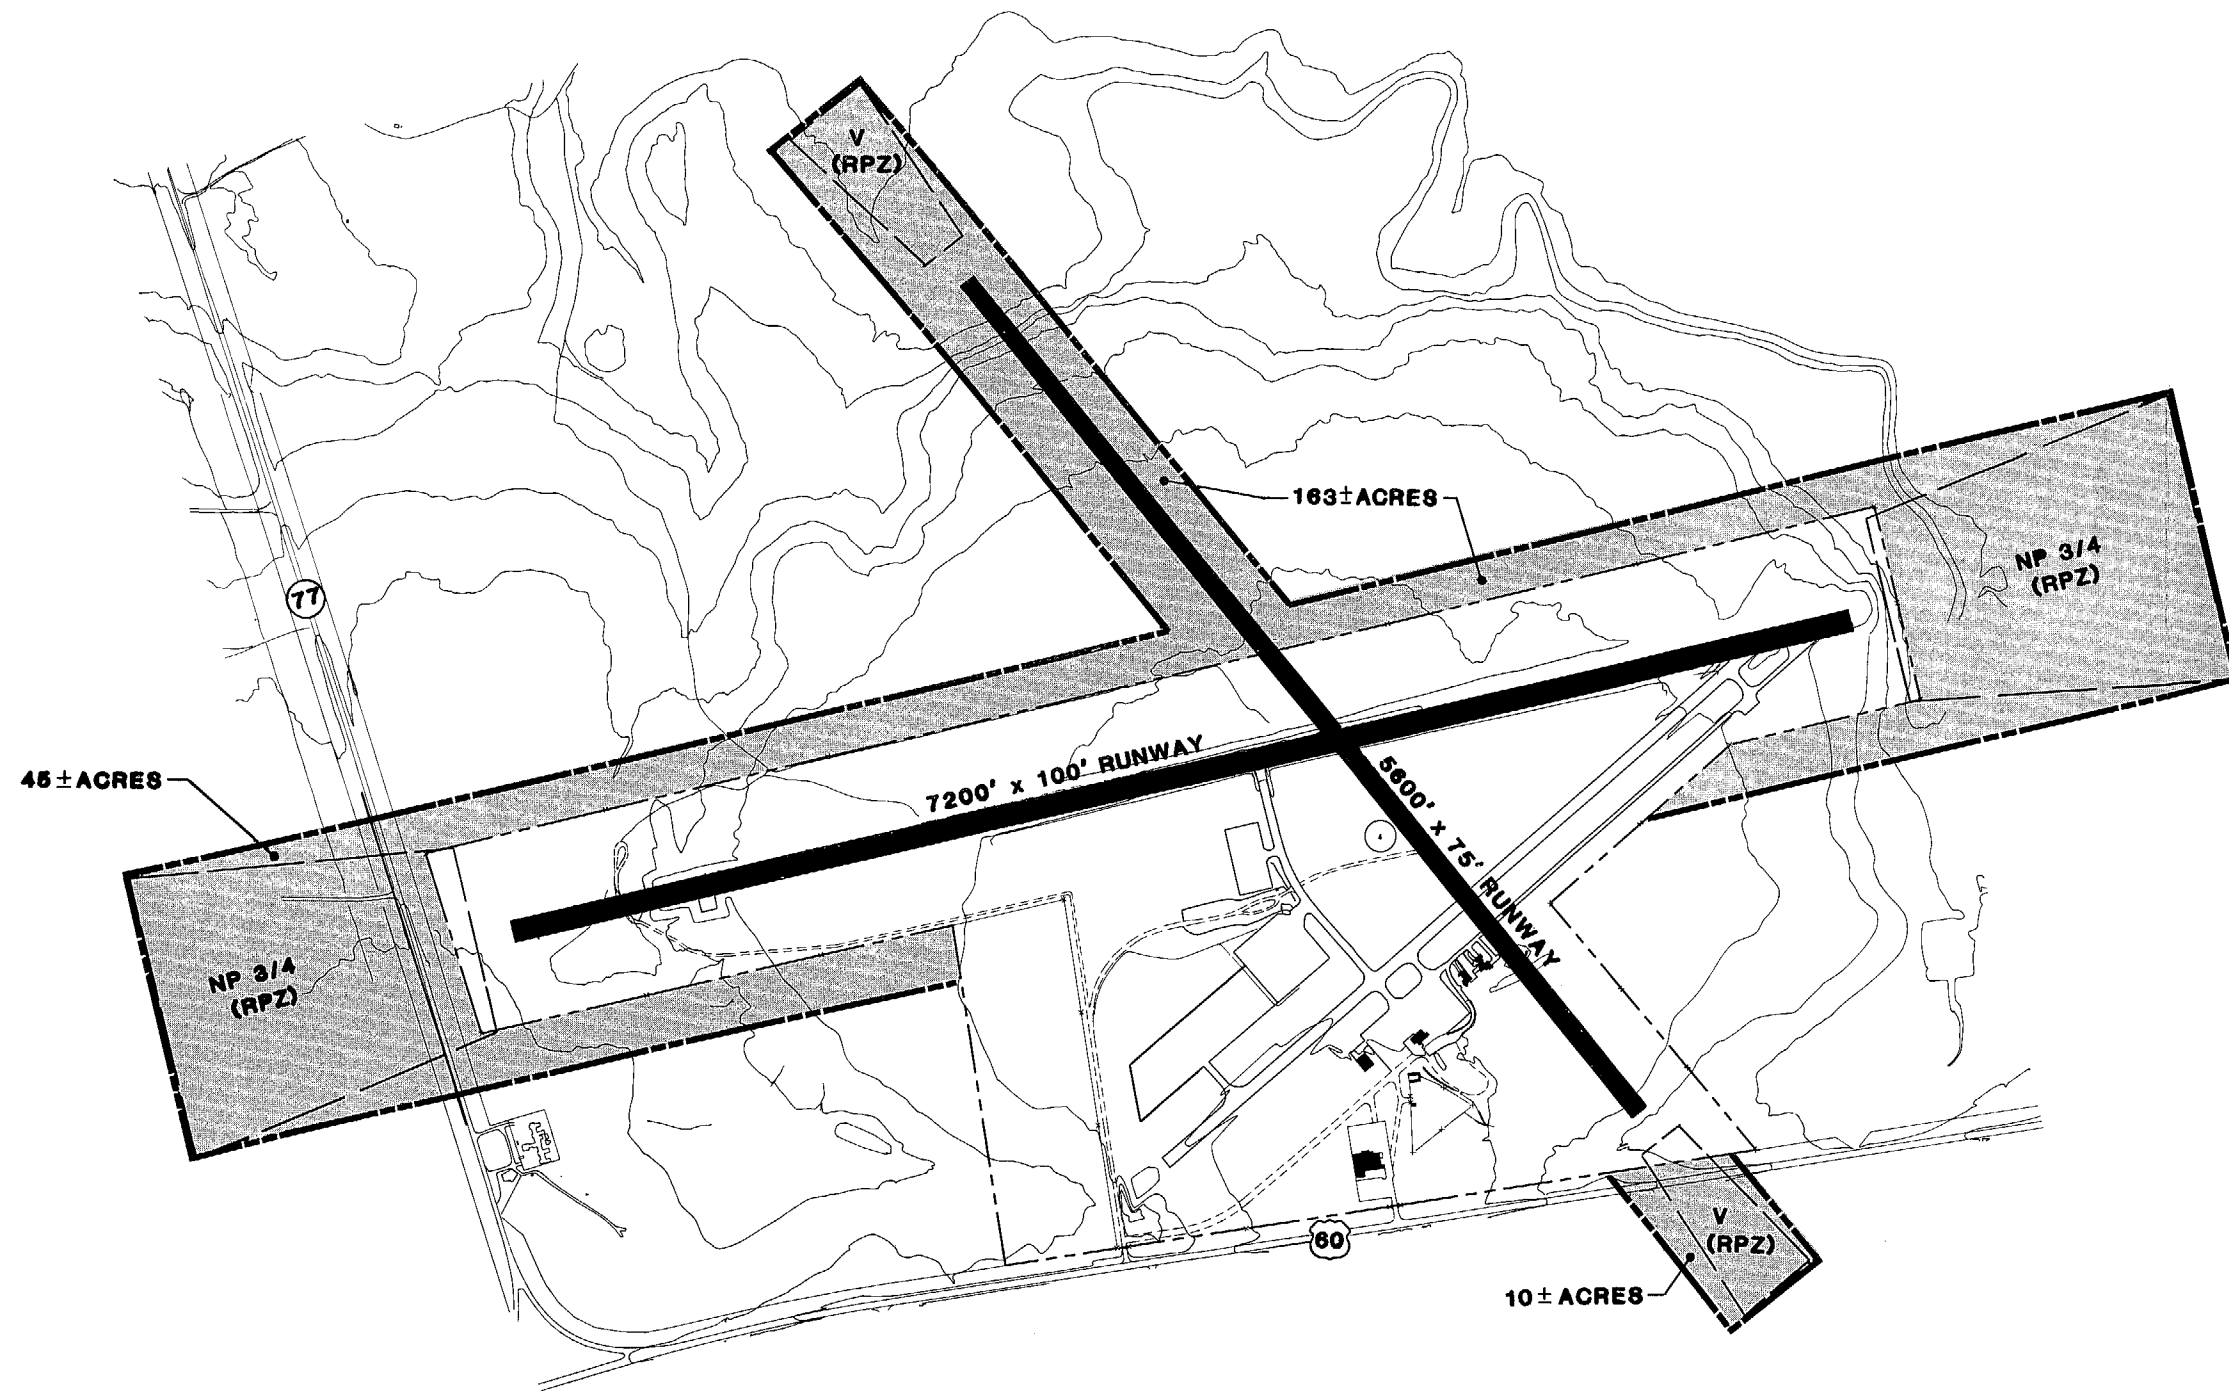 V
(RPZ)
163±ACRES
NP 3/4
(RPZ)
77
45±ACRES
7200' x 100' RUNWAY
5600' x 75' RUNWAY
4
NP 3/4
(RPZ)
V
(RPZ)
60
10±ACRES